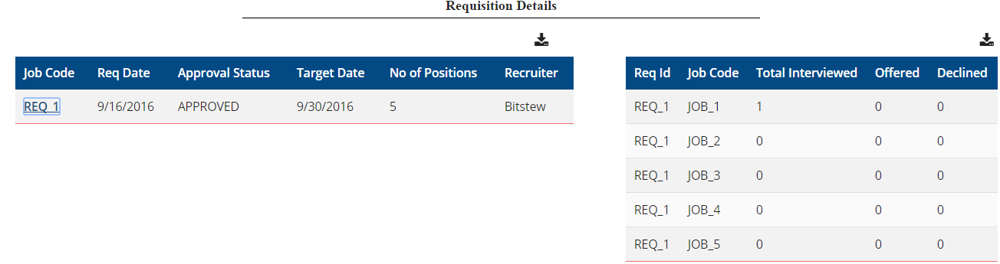 Requisition Details
Job Code Req Date Approval Status Target Date No of Positions Recruiter
REQ_1 9/16/2016 APPROVED 9/30/2016 5 Bitstew
Req Id Job Code Total Interviewed Offered Declined
REQ_1 JOB_1 1 0 0
REQ_1 JOB_2 0 0 0
REQ_1 JOB_3 0 0 0
REQ_1 JOB_4 0 0 0
REQ_1 JOB_5 0 0 0